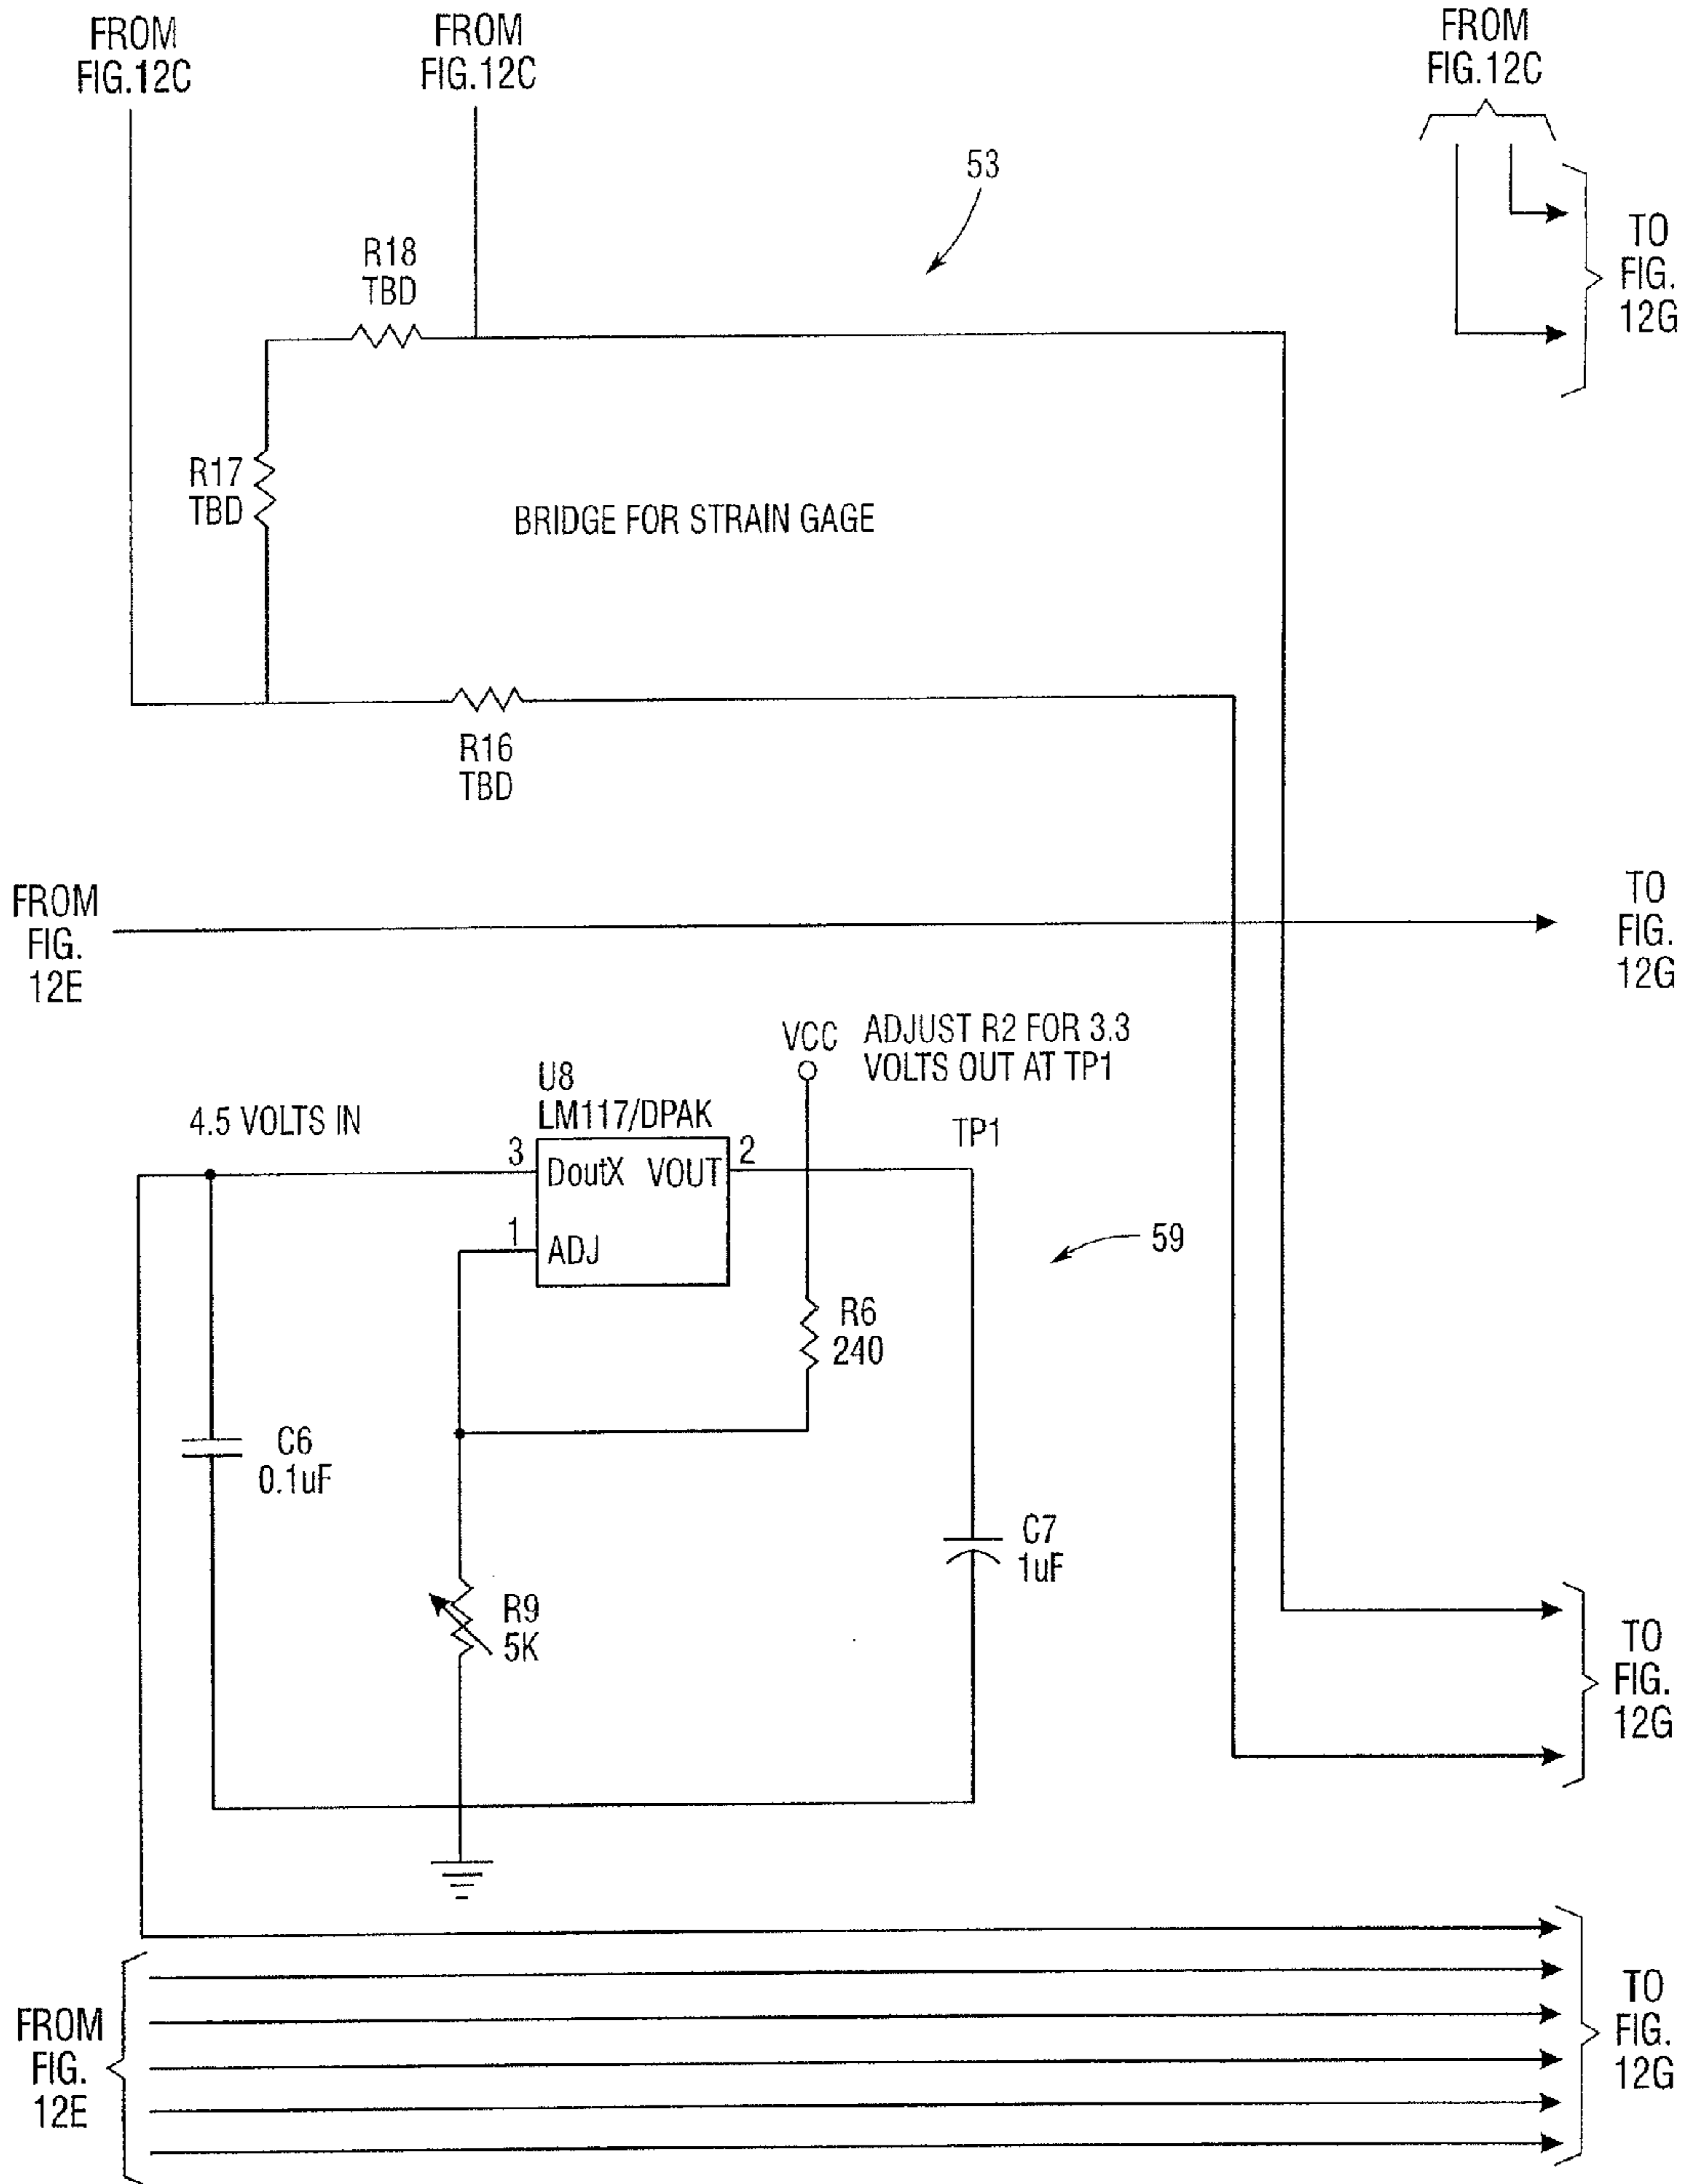 FROM
FIG.12C
FROM
FIG.12C
FROM
FIG.12C
53
TO
FIG.
12G
R18
TBD
R17
TBD
BRIDGE FOR STRAIN GAGE
R16
TBD
FROM
FIG.
12E
TO
FIG.
12G
VCC
ADJUST R2 FOR 3.3
VOLTS OUT AT TP1
U8
LM117/DPAK
4.5 VOLTS IN
TP1
3
DoutX
VOUT
2
1
ADJ
59
R6
240
C6
0.1uF
C7
1uF
R9
5K
TO
FIG.
12G
FROM
FIG.
12E
TO
FIG.
12G